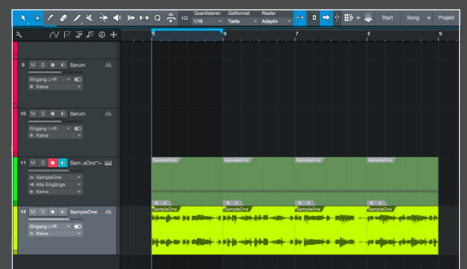 Quantisieren Zeitformat Raster
IQ 1/16 Takte Adaptiv Start Song Projekt
5 6 7 8 9
9 M S Serum
Eingang L+R
Keine
10 M S Serum
Eingang L+R
Keine
11 M S
SampleOne
Alle Eingänge
Keine
SampleOne SampleOne SampleOne SampleOne
M S SampleOne
Eingang L+R
Keine
SampleOne SampleOne SampleOne SampleOne